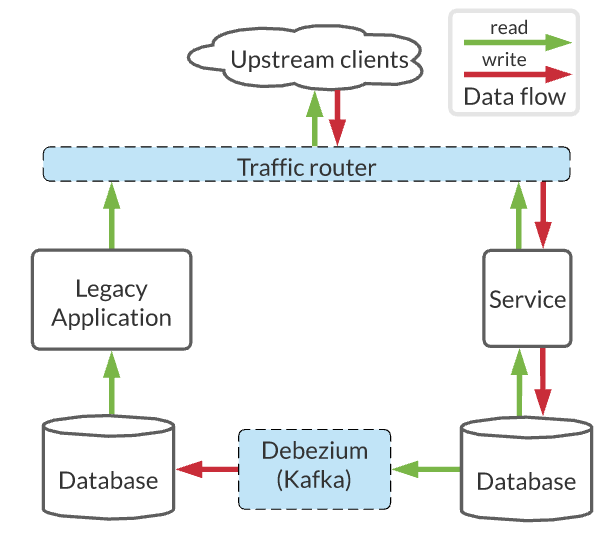 read
write
Data flow
Upstream clients
Traffic router
Legacy
Application
Service
Database
Debezium
(Kafka)
Database